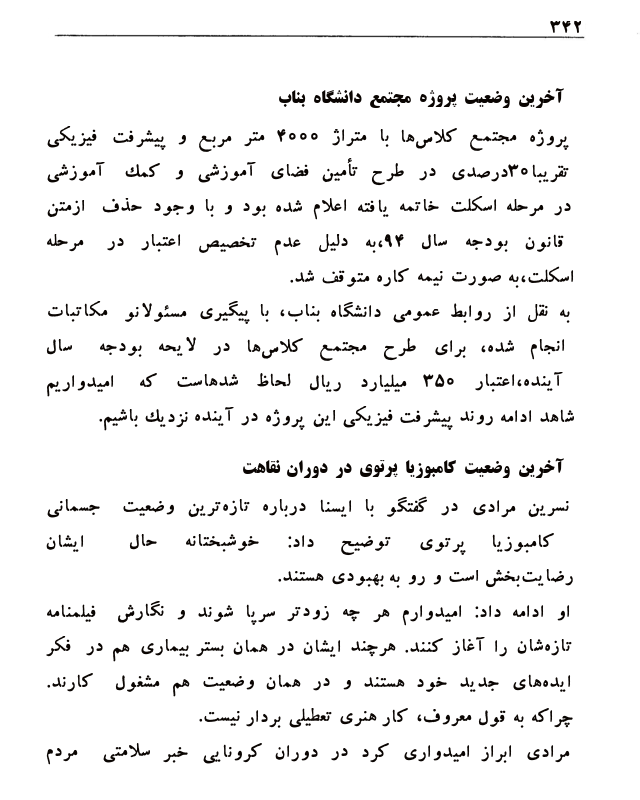 ۳۴۲
آخرین وضعیت پروژه مجتمع دانشگاه بناب
پروژه مجتمع کلاس‌ها با متراژ ۴۰۰۰ متر مربع و پیشرفت فیزیکی
تقریبا۳۰درصدی در طرح تأمین فضای آموزشی و کمك آموزشی
در مرحله اسکلت خاتمه یافته اعلام شده بود و با وجود حذف ازمتن
قانون بودجه سال ۹۴،به دلیل عدم تخصیص اعتبار در مرحله
اسکلت،به صورت نیمه کاره متوقف شد.
به نقل از روابط عمومی دانشگاه بناب، با پیگیری مسئولانو مکاتبات
انجام شده، برای طرح مجتمع کلاس‌ها در لایحه بودجه سال
آینده،اعتبار ۳۵۰ میلیارد ریال لحاظ شدهاست که امیدواریم
شاهد ادامه روند پیشرفت فیزیکی این پروژه در آینده نزدیك باشیم.
آخرین وضعیت کامبوزیا پرتوی در دوران نقاهت
نسرین مرادی در گفتگو با ایسنا درباره تازه‌ترین وضعیت جسمانی
کامبوزیا پرتوی توضیح داد: خوشبختانه حال ایشان
رضایت‌بخش است و رو به بهبودی هستند.
او ادامه داد: امیدوارم هر چه زودتر سرپا شوند و نگارش فیلمنامه
تازه‌شان را آغاز کنند. هرچند ایشان در همان بستر بیماری هم در فکر
ایده‌های جدید خود هستند و در همان وضعیت هم مشغول کارند.
چراکه به قول معروف، کار هنری تعطیلی بردار نیست.
مرادی ابراز امیدواری کرد در دوران کرونایی خبر سلامتی مردم